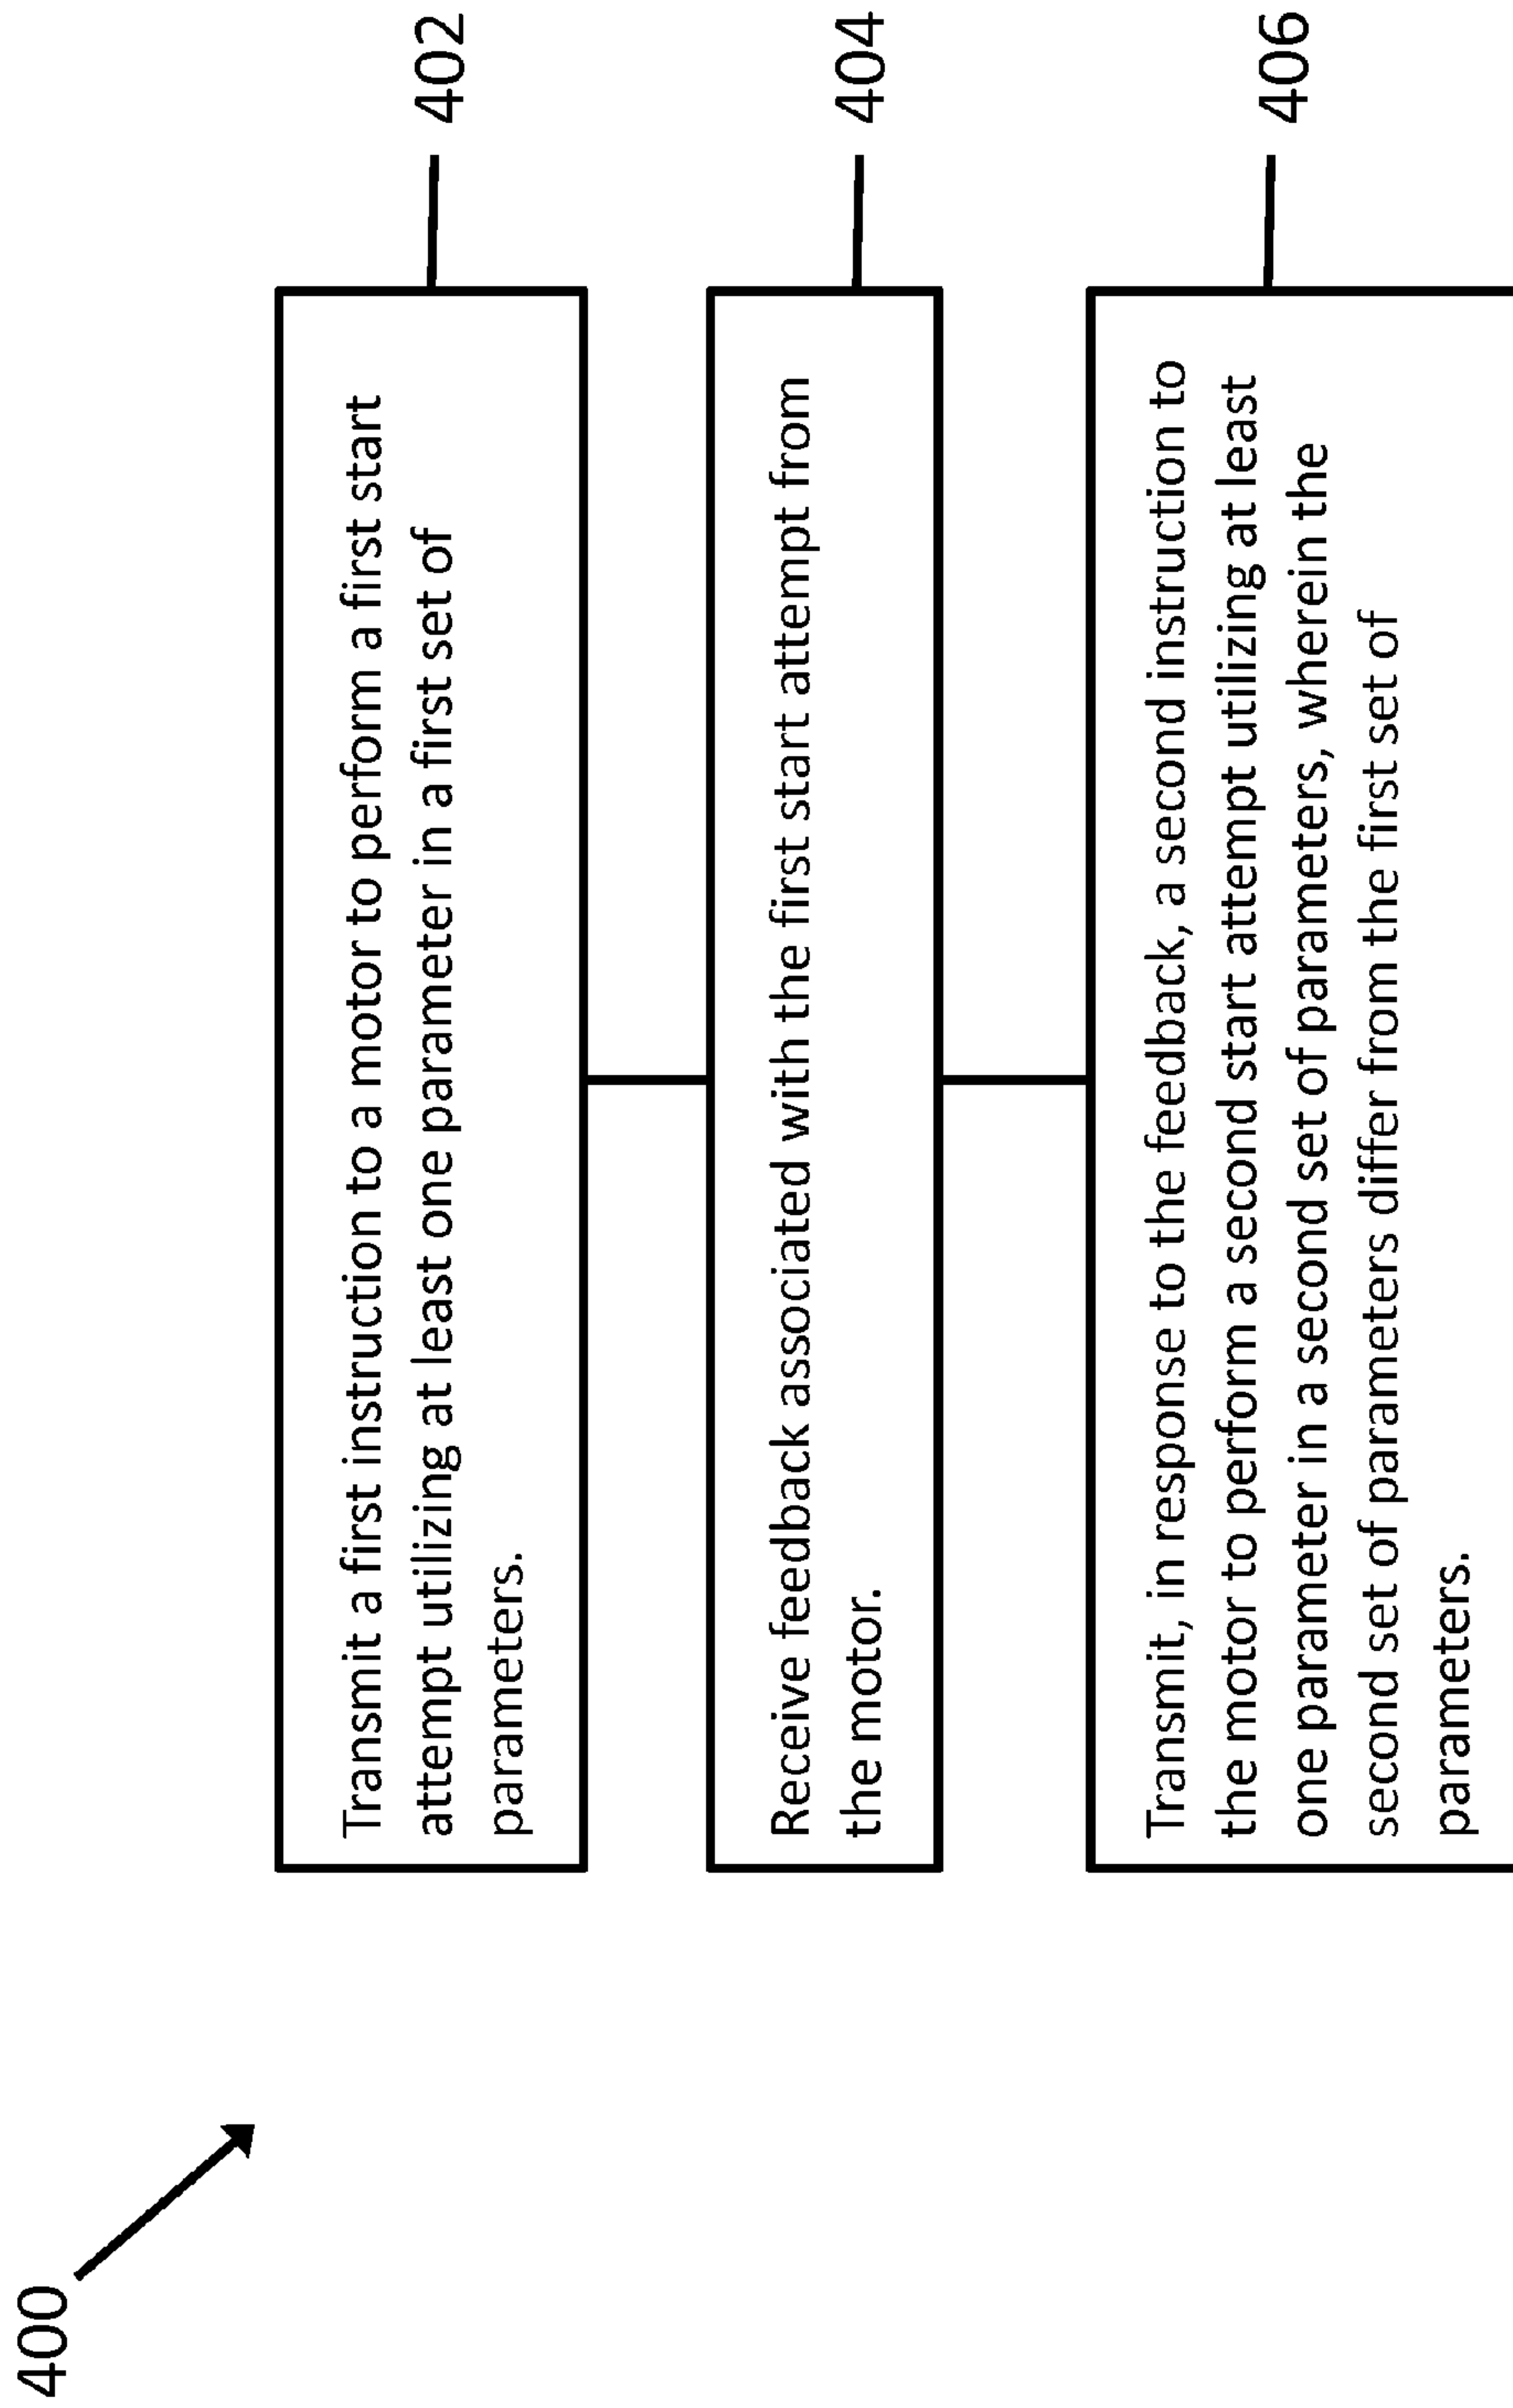 400
Transmit a first instruction to a motor to perform a first start
attempt utilizing at least one parameter in a first set of
parameters.
402
Receive feedback associated with the first start attempt from
the motor.
404
Transmit, in response to the feedback, a second instruction to
the motor to perform a second start attempt utilizing at least
one parameter in a second set of parameters, wherein the
second set of parameters differ from the first set of
parameters.
406